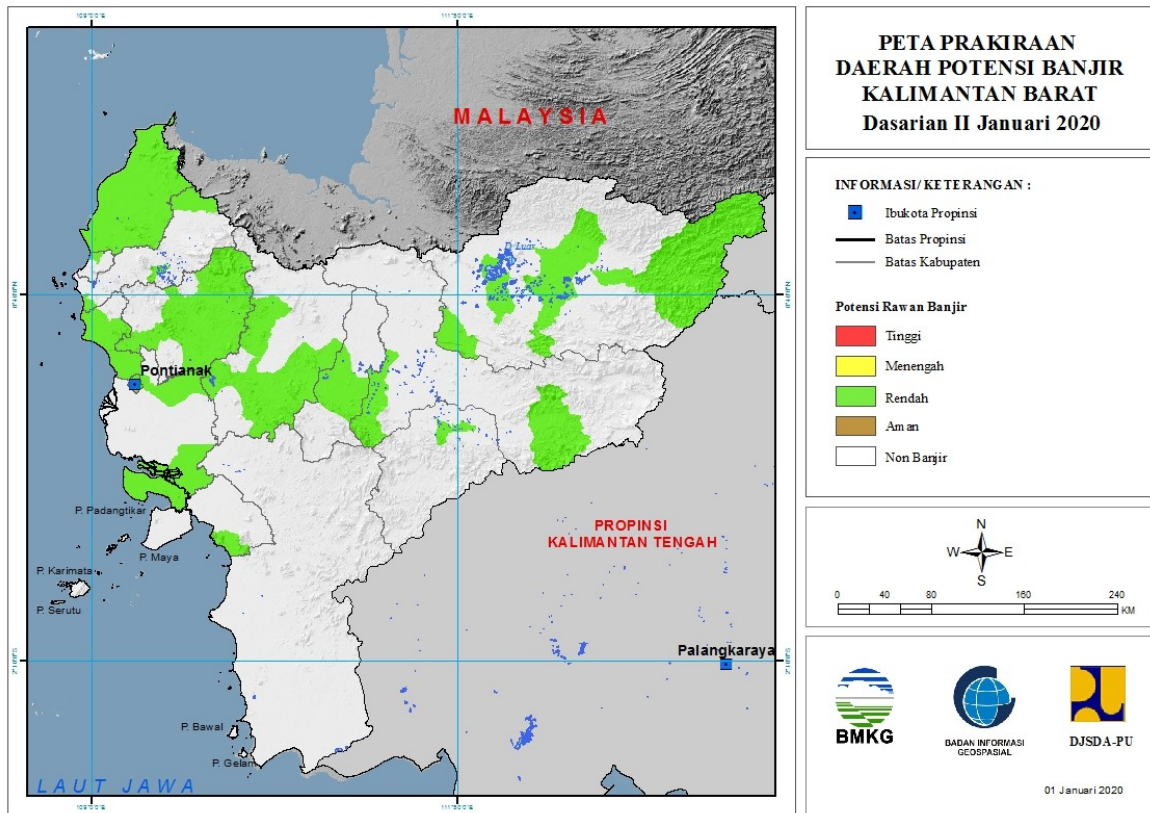 PETA PRAKIRAAN
DAERAH POTENSI BANJIR
KALIMANTAN BARAT
Dasarian II Januari 2020
INFORMASI/ KETERANGAN :
Ibukota Propinsi
Batas Propinsi
Batas Kabupaten
Potensi Rawan Banjir
Tinggi
Menengah
Rendah
Aman
Non Banjir
N
W E
S
0 40 80 160 240
KM
BMKG
BADAN INFORMASI
GEOSPASIAL
DJSDA-PU
01 Januari 2020
MALAYSIA
D. Luar
Pontianak
P. Padangtikar
P. Maya
P. Karimata
P. Serutu
PROPINSI
KALIMANTAN TENGAH
Palangkaraya
P. Bawal
P. Gelam
LAUT JAWA